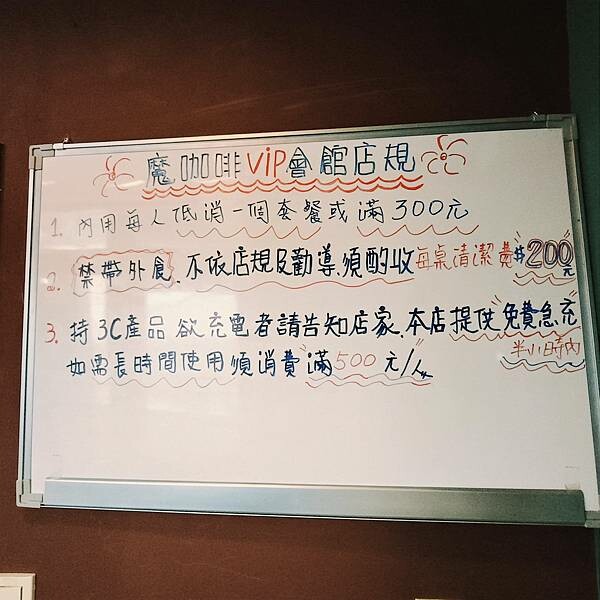 魔咖啡VIP會館店規
1. 內用每人低消一個套餐或滿300元
2. 禁帶外食、不依店規及勸導,須酌收每桌清潔費$200元
3. 持3C產品欲充電者請告知店家、本店提供"免費急充"
半小時內
如需長時間使用須消費滿500元/人